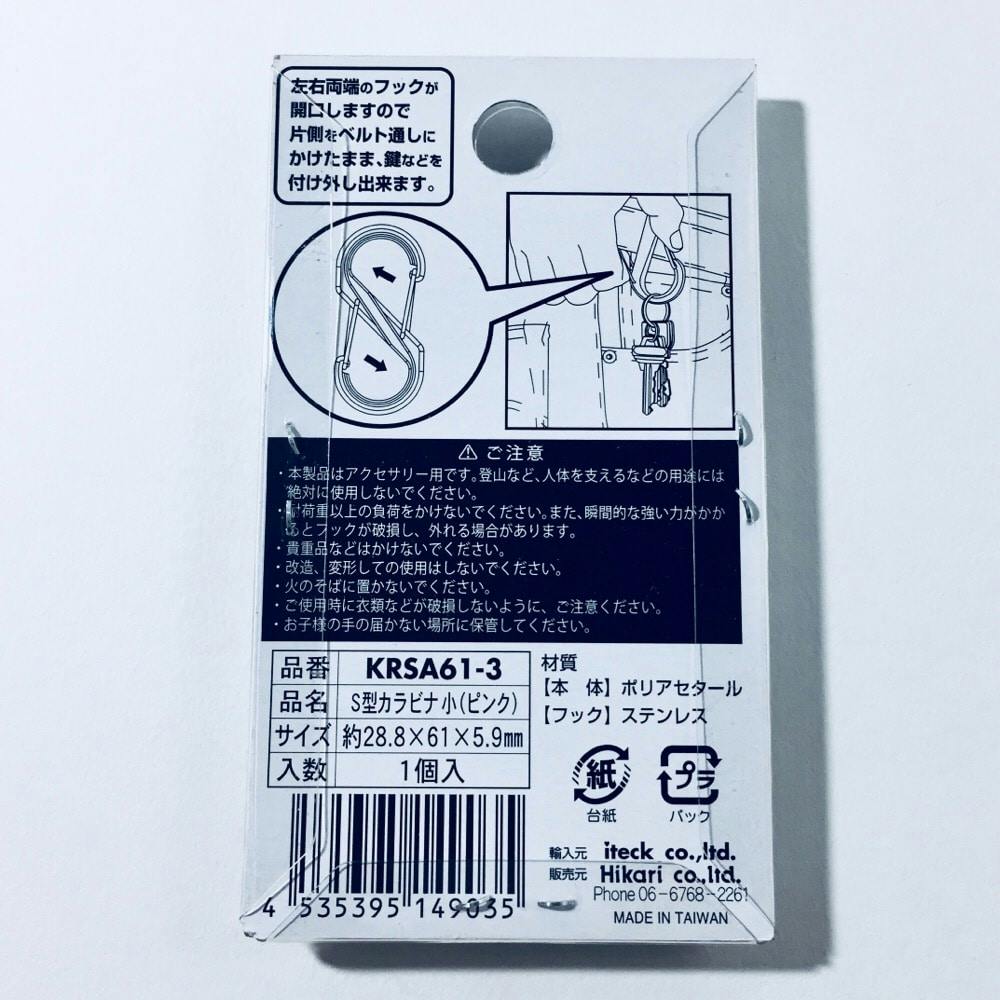 左右両端のフックが
開口しますので
片側をベルト通しに
かけたまま、鍵などを
付け外し出来ます。
⚠ ご注意
・本製品はアクセサリー用です。登山など、人体を支えるなどの用途には
絶対に使用しないでください。
・耐荷重以上の負荷をかけないでください。また、瞬間的な強い力がかか
るとフックが破損し、外れる場合があります。
・貴重品などはかけないでください。
・改造、変形しての使用はしないでください。
・火のそばに置かないでください。
・ご使用時に衣類などが破損しないように、ご注意ください。
・お子様の手の届かない場所に保管してください。
品番 KRSA61-3
品名 S型カラビナ小(ピンク)
サイズ 約28.8×61×5.9㎜
入数 1個入
材質
【本 体】ポリアセタール
【フック】ステンレス
紙
台紙
プラ
パック
輸入元 iteck co.,ltd.
販売元 Hikari co.,ltd.
Phone 06-6768-2261
MADE IN TAIWAN
4 535395 149035